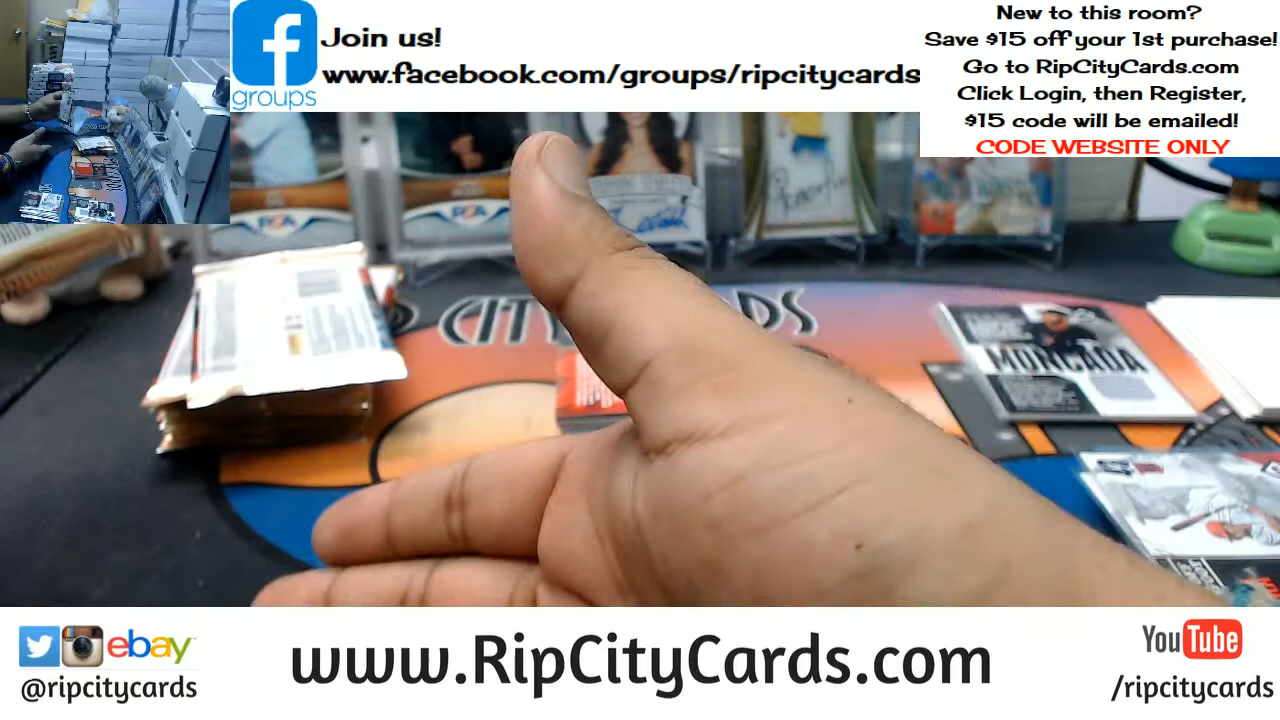 Join us!
www.facebook.com/groups/ripcitycards
groups
New to this room?
Save $15 off your 1st purchase!
Go to RipCityCards.com
Click Login, then Register,
$15 code will be emailed!
CODE WEBSITE ONLY
CITY CARDS
MONCADA
ebay
@ripcitycards
www.RipCityCards.com
YouTube
/ripcitycards